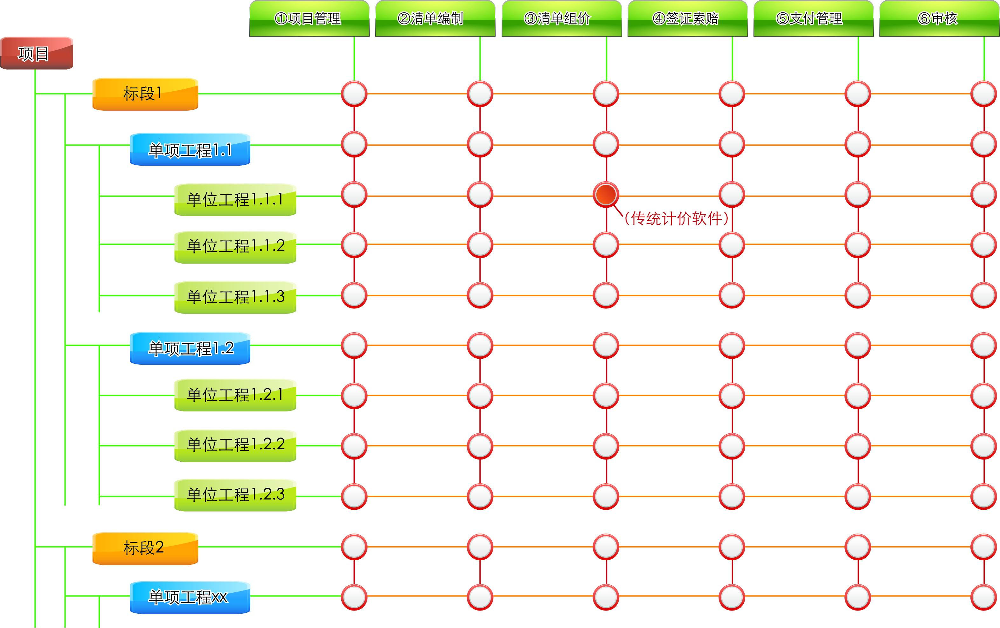 ①项目管理
②清单编制
③清单组价
④签证索赔
⑤支付管理
⑥审核
项目
标段1
单项工程1.1
单位工程1.1.1
(传统计价软件)
单位工程1.1.2
单位工程1.1.3
单项工程1.2
单位工程1.2.1
单位工程1.2.2
单位工程1.2.3
标段2
单项工程xx